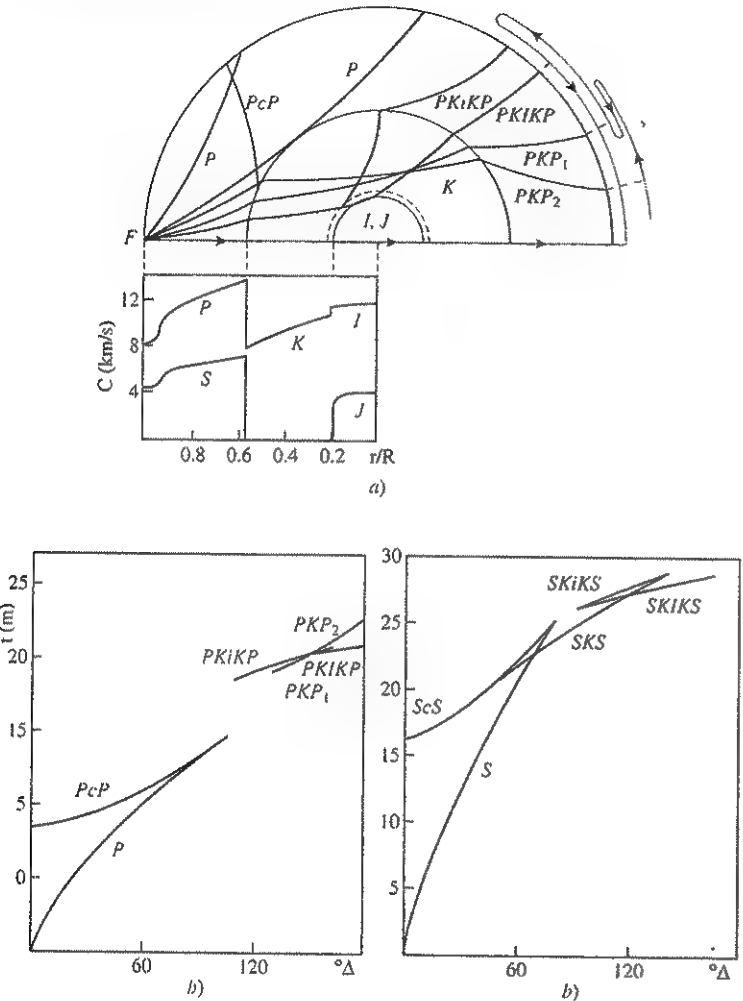 P
PcP
P
PKiKP
PKIKP
PKP1
PKP2
K
I, J
F
C (km/s)
12
8
4
P
S
K
I
J
0.8 0.6 0.4 0.2 r/R
a)
t (m)
25
20
15
5
0
PKP2
PKiKP
PKIKP
PKP1
PcP
P
60 120 °Δ
b)
30
25
20
15
10
5
SKiKS
SKIKS
SKS
ScS
S
60 120 °Δ
b)